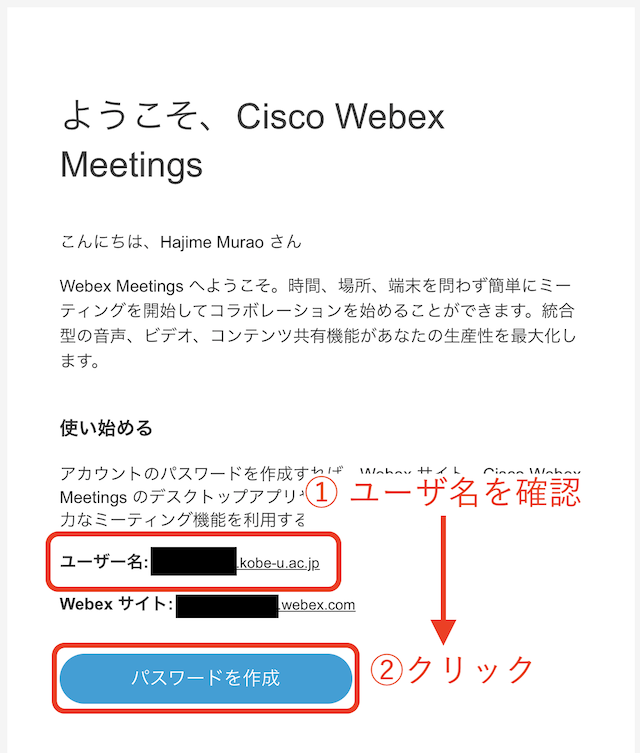 ようこそ、Cisco Webex
Meetings
こんにちは、Hajime Murao さん
Webex Meetings へようこそ。時間、場所、端末を問わず簡単にミー
ティングを開始してコラボレーションを始めることができます。統合
型の音声、ビデオ、コンテンツ共有機能があなたの生産性を最大化し
ます。
使い始める
アカウントのパスワードを作成すれば、Webex サイト、Cisco Webex
Meetings のデスクトップアプリ
① ユーザ名を確認
力なミーティング機能を利用する
ユーザー名: .kobe-u.ac.jp
Webex サイト: .webex.com
パスワードを作成
②クリック